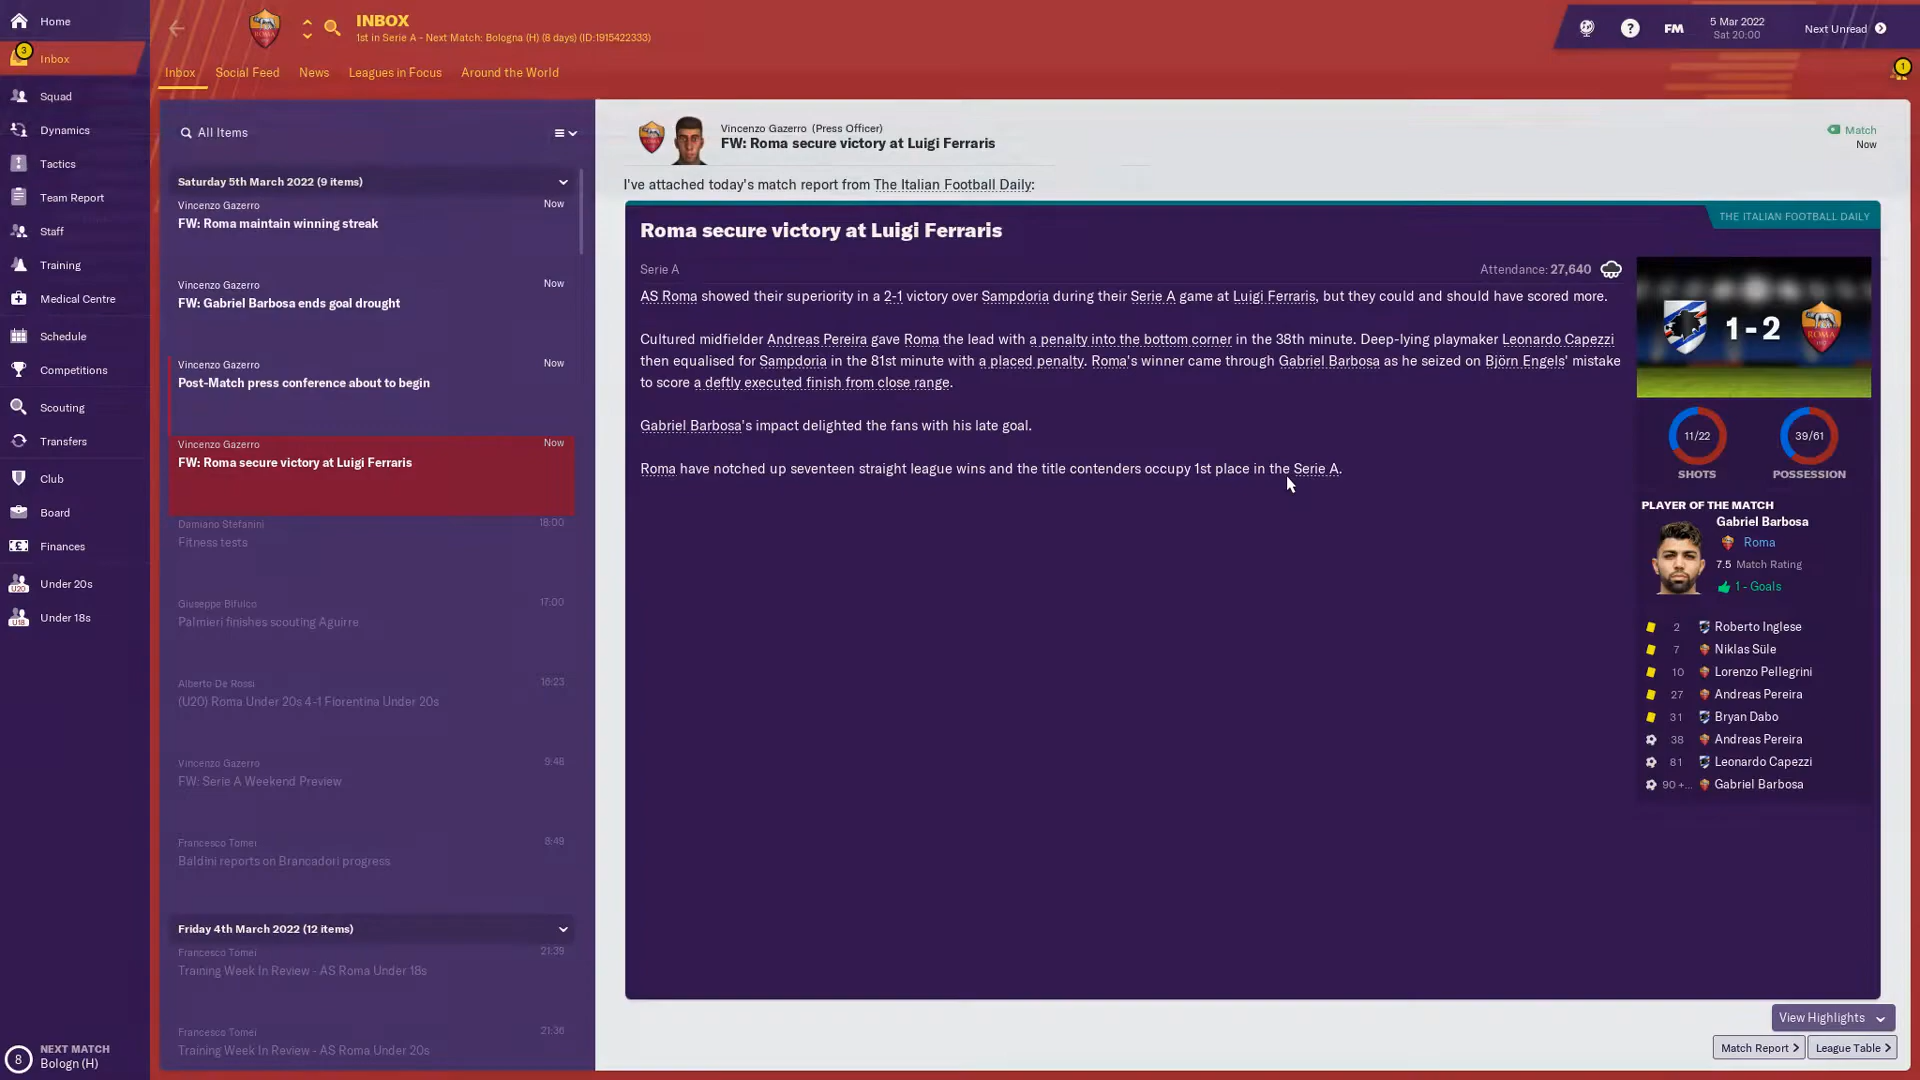 Home
3
Inbox
Squad
Dynamics
Tactics
Team Report
Staff
Training
Medical Centre
Schedule
Competitions
Scouting
Transfers
Club
Board
Finances
U20
Under 20s
U18
Under 18s
8
NEXT MATCH
Bologn (H)
INBOX
1st in Serie A - Next Match: Bologna (H) (8 days) (ID:1915422333)
? FM
5 Mar 2022
Sat 20:00
Next Unread
1
Inbox Social Feed News Leagues in Focus Around the World
All Items
Saturday 5th March 2022 (9 items)
Vincenzo Gazerro Now
FW: Roma maintain winning streak
Vincenzo Gazerro Now
FW: Gabriel Barbosa ends goal drought
Vincenzo Gazerro Now
Post-Match press conference about to begin
Vincenzo Gazerro Now
FW: Roma secure victory at Luigi Ferraris
Damiano Stefanini 18:00
Fitness tests
Giuseppe Bifulco 17:00
Palmieri finishes scouting Aguirre
Alberto De Rossi 16:23
(U20) Roma Under 20s 4-1 Fiorentina Under 20s
Vincenzo Gazerro 9:48
FW: Serie A Weekend Preview
Francesco Tomei 8:49
Baldini reports on Brancadori progress
Friday 4th March 2022 (12 items)
Francesco Tomei 21:39
Training Week In Review - AS Roma Under 18s
Francesco Tomei 21:36
Training Week In Review - AS Roma Under 20s
Vincenzo Gazerro (Press Officer)
FW: Roma secure victory at Luigi Ferraris
Match
Now
I've attached today's match report from The Italian Football Daily:
THE ITALIAN FOOTBALL DAILY
Roma secure victory at Luigi Ferraris
Serie A Attendance: 27,640
AS Roma showed their superiority in a 2-1 victory over Sampdoria during their Serie A game at Luigi Ferraris, but they could and should have scored more.
Cultured midfielder Andreas Pereira gave Roma the lead with a penalty into the bottom corner in the 38th minute. Deep-lying playmaker Leonardo Capezzi
then equalised for Sampdoria in the 81st minute with a placed penalty. Roma's winner came through Gabriel Barbosa as he seized on Björn Engels' mistake
to score a deftly executed finish from close range.
Gabriel Barbosa's impact delighted the fans with his late goal.
Roma have notched up seventeen straight league wins and the title contenders occupy 1st place in the Serie A.
1 - 2
11/22 39/61
SHOTS POSSESSION
PLAYER OF THE MATCH
Gabriel Barbosa
Roma
7.5 Match Rating
1 - Goals
2 Roberto Inglese
7 Niklas Süle
10 Lorenzo Pellegrini
27 Andreas Pereira
31 Bryan Dabo
38 Andreas Pereira
81 Leonardo Capezzi
90 +... Gabriel Barbosa
View Highlights
Match Report League Table